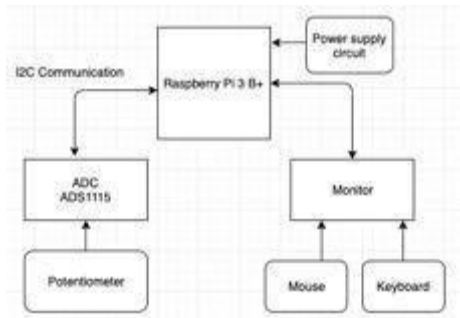 Power supply
circuit
I2C Communication
Raspberry Pi 3 B+
ADC
ADS1115
Monitor
Potentiometer
Mouse
Keyboard